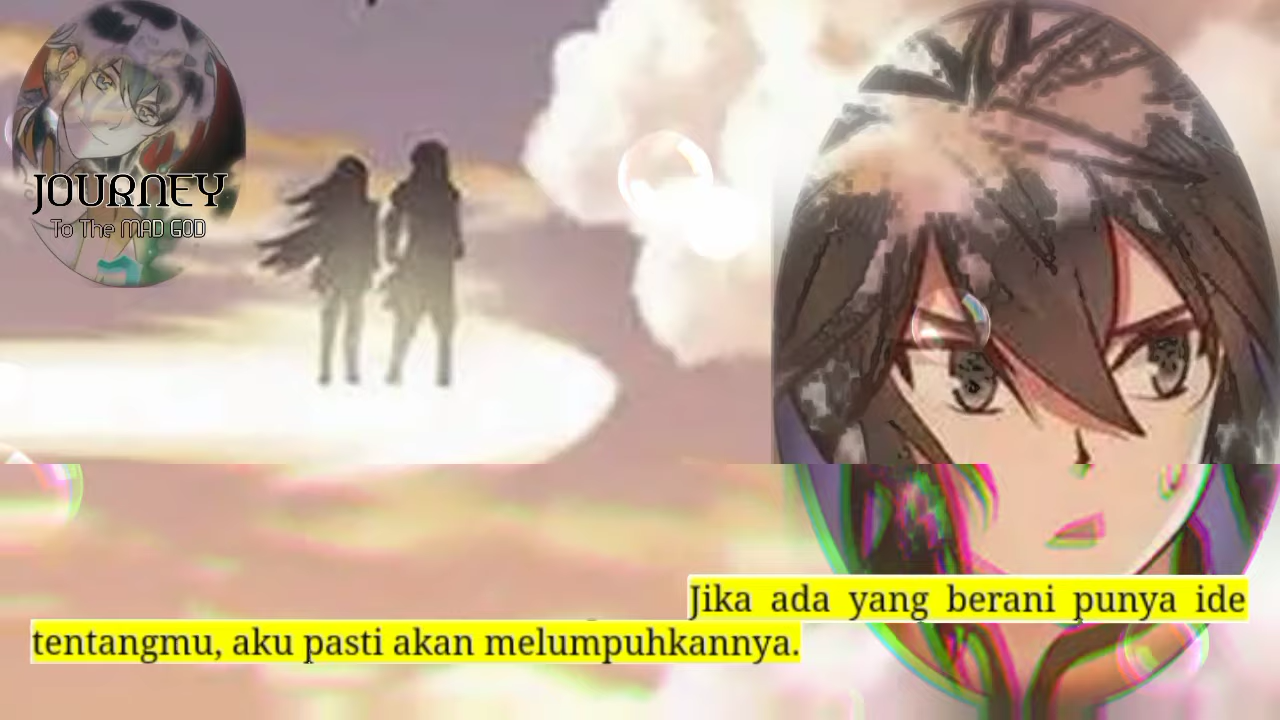 JOURNEY
To The MAD GOD
Jika ada yang berani punya ide
tentangmu, aku pasti akan melumpuhkannya.